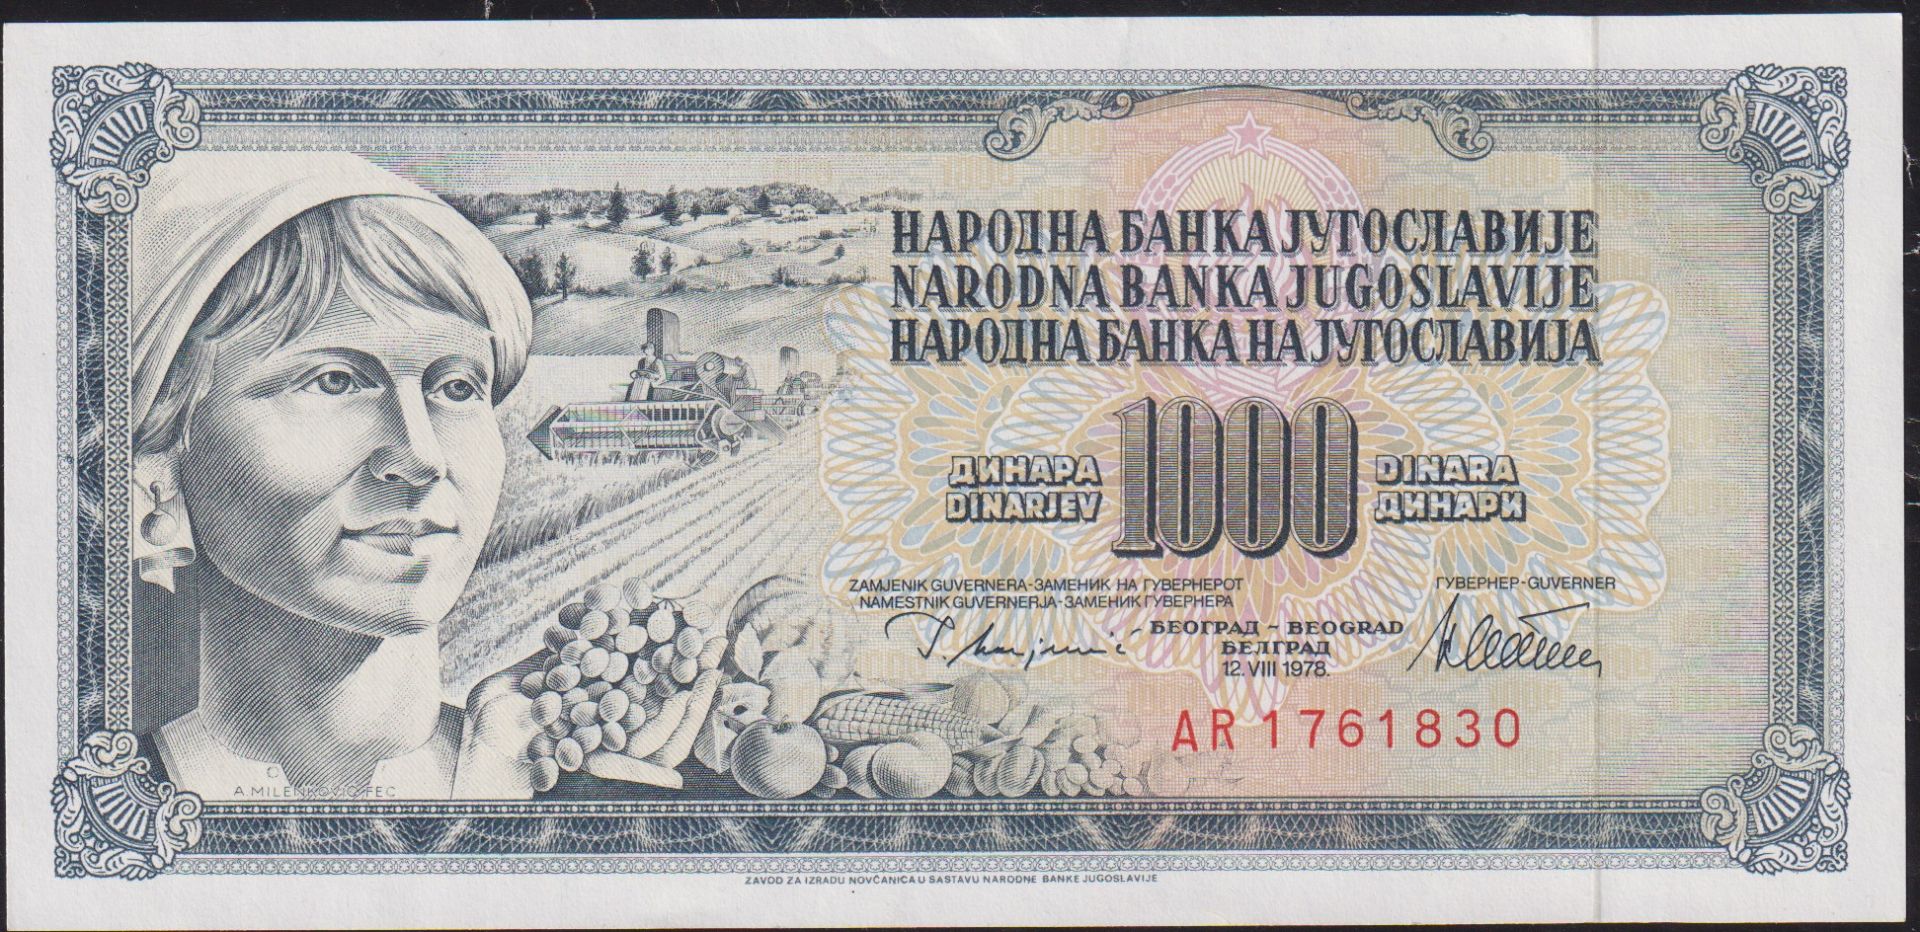 НАРОДНА БАНКА ЈУГОСЛАВИЈЕ
NARODNA BANKA JUGOSLAVIJE
НАРОДНА БАНКА НА ЈУГОСЛАВИЈА
ДИНАРА 1000 DINARA
DINARJEV ДИНАРИ
ZAMJENIK GUVERNERA-ЗАМЕНИК НА ГУВЕРНЕРОТ ГУВЕРНЕР-GUVERNER
NAMESTNIK GUVERNERJA-ЗАМЕНИК ГУВЕРНЕРА
БЕОГРАД - BEOGRAD
БЕЛГРАД
12. VIII 1978.
AR 1761830
A. MILENKOVIC FEC
ZAVOD ZA IZRADU NOVČANICA U SASTAVU NARODNE BANKE JUGOSLAVIJE